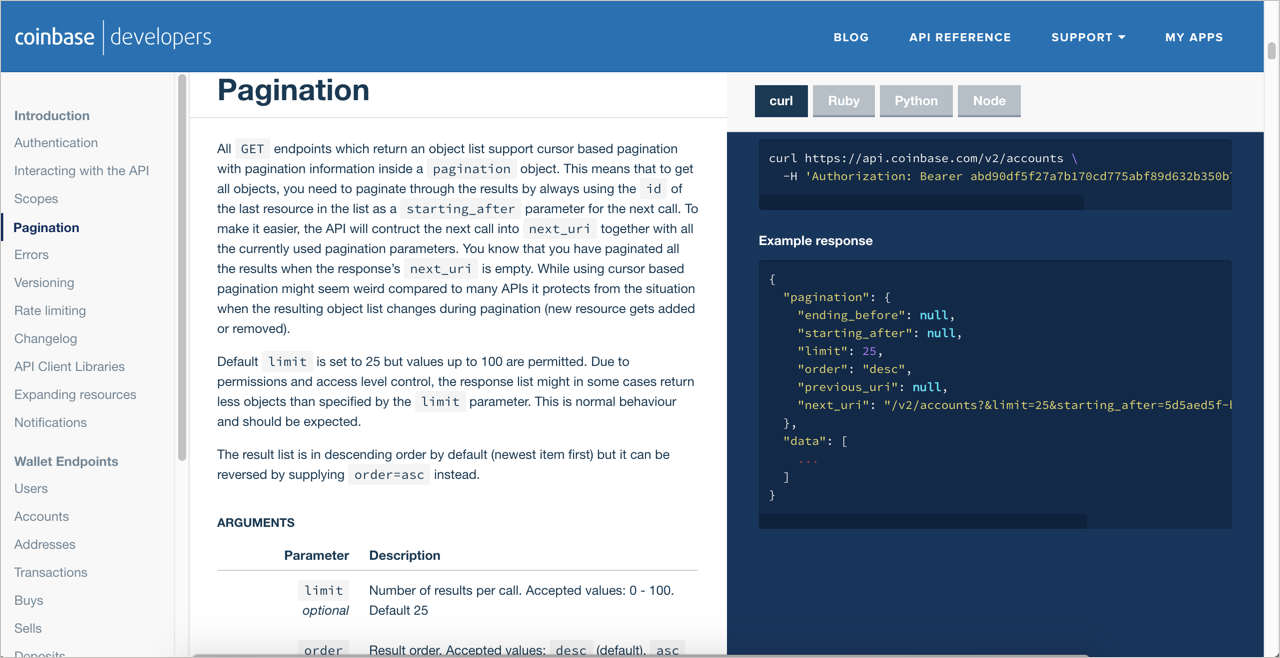 coinbase developers
BLOG API REFERENCE SUPPORT MY APPS
Introduction
Authentication
Interacting with the API
Scopes
Pagination
Errors
Versioning
Rate limiting
Changelog
API Client Libraries
Expanding resources
Notifications
Wallet Endpoints
Users
Accounts
Addresses
Transactions
Buys
Sells
Deposits
Pagination
All GET endpoints which return an object list support cursor based pagination
with pagination information inside a pagination object. This means that to get
all objects, you need to paginate through the results by always using the id of
the last resource in the list as a starting_after parameter for the next call. To
make it easier, the API will contruct the next call into next_uri together with all
the currently used pagination parameters. You know that you have paginated all
the results when the response’s next_uri is empty. While using cursor based
pagination might seem weird compared to many APIs it protects from the situation
when the resulting object list changes during pagination (new resource gets added
or removed).
Default limit is set to 25 but values up to 100 are permitted. Due to
permissions and access level control, the response list might in some cases return
less objects than specified by the limit parameter. This is normal behaviour
and should be expected.
The result list is in descending order by default (newest item first) but it can be
reversed by supplying order=asc instead.
ARGUMENTS
Parameter Description
limit Number of results per call. Accepted values: 0 - 100.
optional Default 25
order Result order. Accepted values: desc (default), asc
curl Ruby Python Node
curl https://api.coinbase.com/v2/accounts \
-H 'Authorization: Bearer abd90df5f27a7b170cd775abf89d632b350b7
Example response
{
"pagination": {
"ending_before": null,
"starting_after": null,
"limit": 25,
"order": "desc",
"previous_uri": null,
"next_uri": "/v2/accounts?&limit=25&starting_after=5d5aed5f-b
},
"data": [
...
]
}